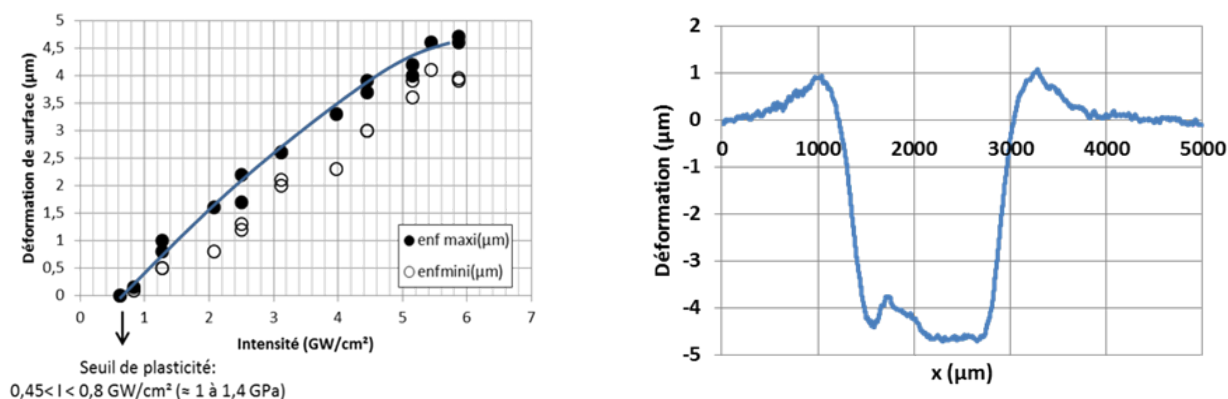 Déformation de surface (µm)
5
4,5
4
3,5
3
2,5
2
1,5
1
0,5
0
0 1 2 3 4 5 6 7
enf maxi(µm)
enfmini(µm)
Intensité (GW/cm²)
Seuil de plasticité:
0,45< I < 0,8 GW/cm² (≈ 1 à 1,4 GPa)
Déformation (µm)
2
1
0
-1
-2
-3
-4
-5
0 1000 2000 3000 4000 5000
x (µm)